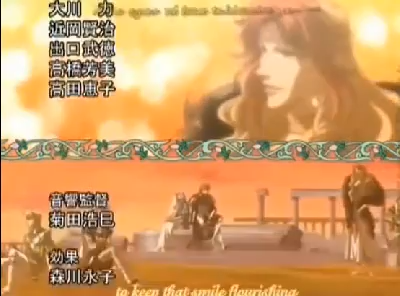 大川 力
近岡賢治
出口武徳
高橋芳美
高田恵子
音響監督
菊田浩巳
効果
森川永子
to keep that smile flourishing